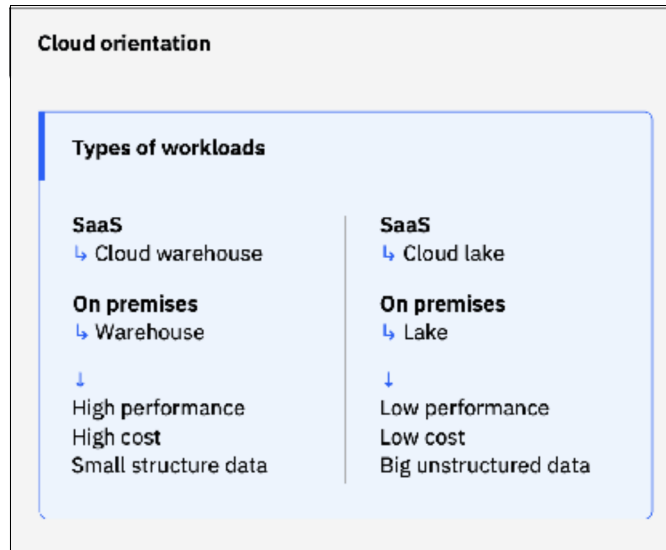 Cloud orientation
Types of workloads
SaaS
↳ Cloud warehouse
On premises
↳ Warehouse
↓
High performance
High cost
Small structure data
SaaS
↳ Cloud lake
On premises
↳ Lake
↓
Low performance
Low cost
Big unstructured data